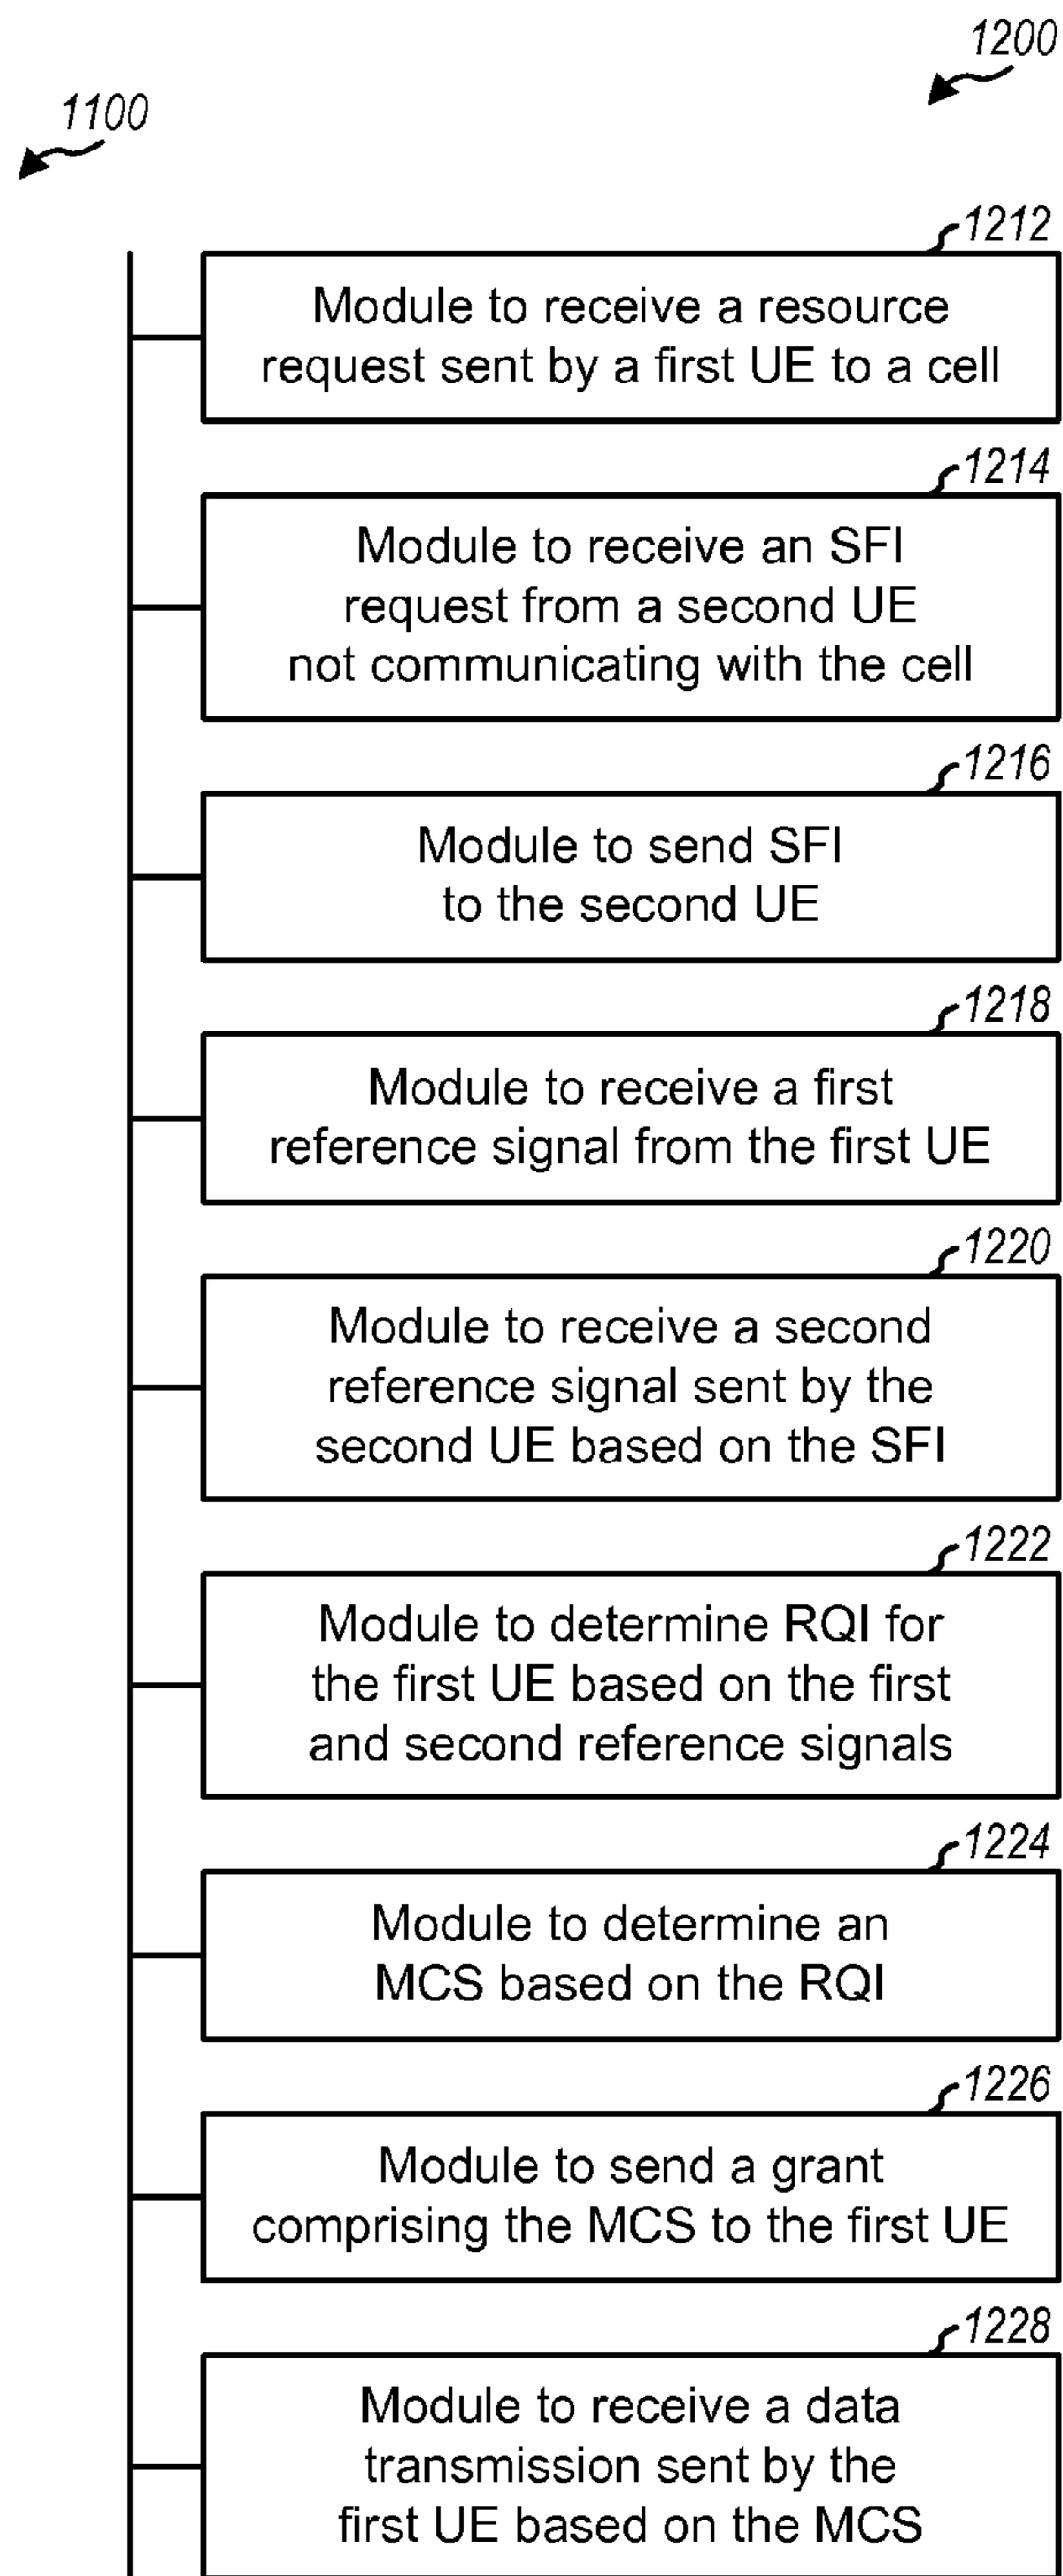 1200
1100
1212
Module to receive a resource
request sent by a first UE to a cell
1214
Module to receive an SFI
request from a second UE
not communicating with the cell
1216
Module to send SFI
to the second UE
1218
Module to receive a first
reference signal from the first UE
1220
Module to receive a second
reference signal sent by the
second UE based on the SFI
1222
Module to determine RQI for
the first UE based on the first
and second reference signals
1224
Module to determine an
MCS based on the RQI
1226
Module to send a grant
comprising the MCS to the first UE
1228
Module to receive a data
transmission sent by the
first UE based on the MCS